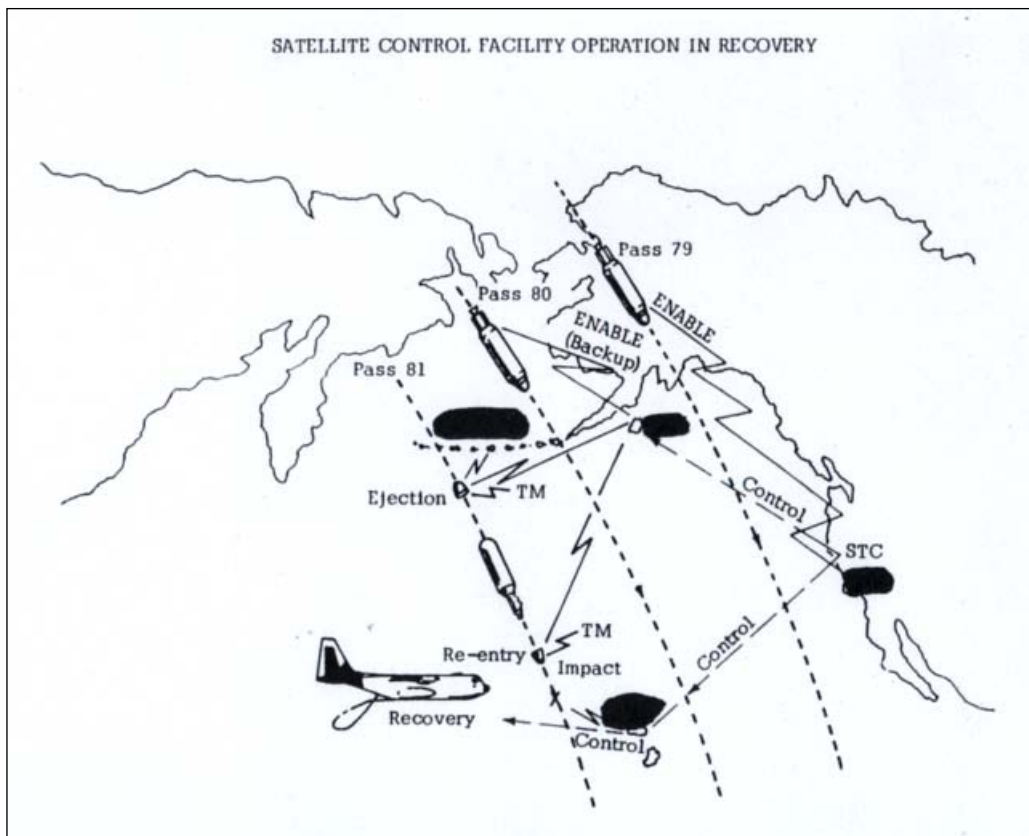 SATELLITE CONTROL FACILITY OPERATION IN RECOVERY
Pass 79
Pass 80
ENABLE
ENABLE
(Backup)
Pass 81
Control
Ejection
TM
STC
TM
Control
Re-entry
Impact
Recovery
Control